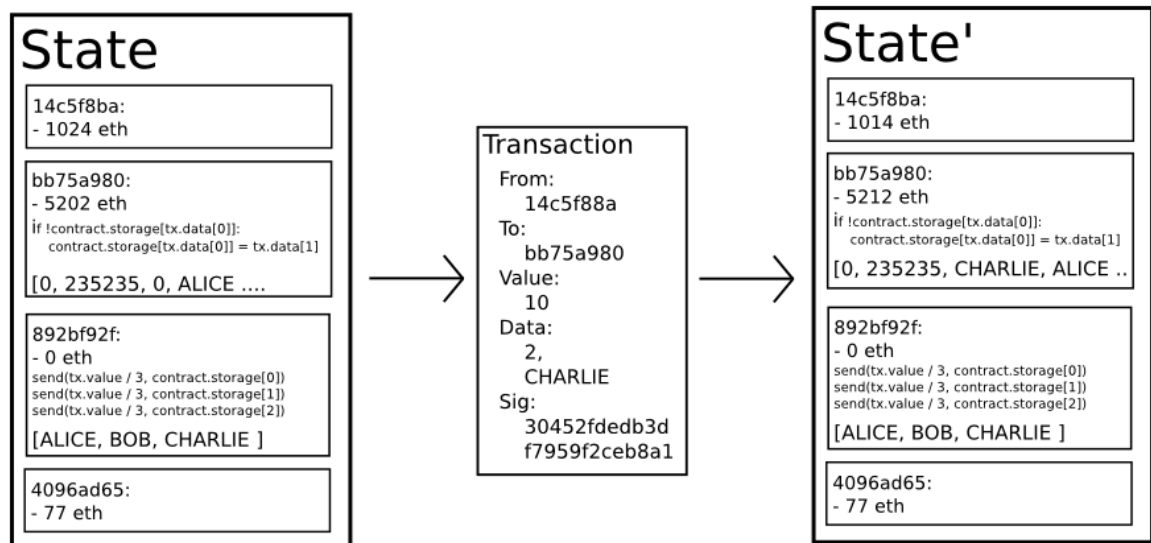 State
14c5f8ba:
- 1024 eth
bb75a980:
- 5202 eth
if !contract.storage[tx.data[0]]:
contract.storage[tx.data[0]] = tx.data[1]
[0, 235235, 0, ALICE ....
892bf92f:
- 0 eth
send(tx.value / 3, contract.storage[0])
send(tx.value / 3, contract.storage[1])
send(tx.value / 3, contract.storage[2])
[ALICE, BOB, CHARLIE ]
4096ad65:
- 77 eth
Transaction
From:
14c5f88a
To:
bb75a980
Value:
10
Data:
2,
CHARLIE
Sig:
30452fdedb3d
f7959f2ceb8a1
State'
14c5f8ba:
- 1014 eth
bb75a980:
- 5212 eth
if !contract.storage[tx.data[0]]:
contract.storage[tx.data[0]] = tx.data[1]
[0, 235235, CHARLIE, ALICE ..
892bf92f:
- 0 eth
send(tx.value / 3, contract.storage[0])
send(tx.value / 3, contract.storage[1])
send(tx.value / 3, contract.storage[2])
[ALICE, BOB, CHARLIE ]
4096ad65:
- 77 eth